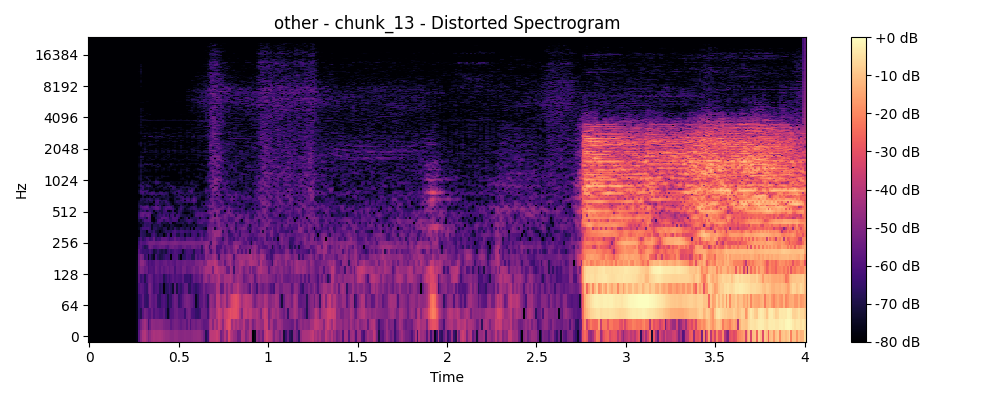 other - chunk_13 - Distorted Spectrogram
Hz
16384
8192
4096
2048
1024
512
256
128
64
0
0
0.5
1
1.5
2
2.5
3
3.5
4
Time
+0 dB
-10 dB
-20 dB
-30 dB
-40 dB
-50 dB
-60 dB
-70 dB
-80 dB